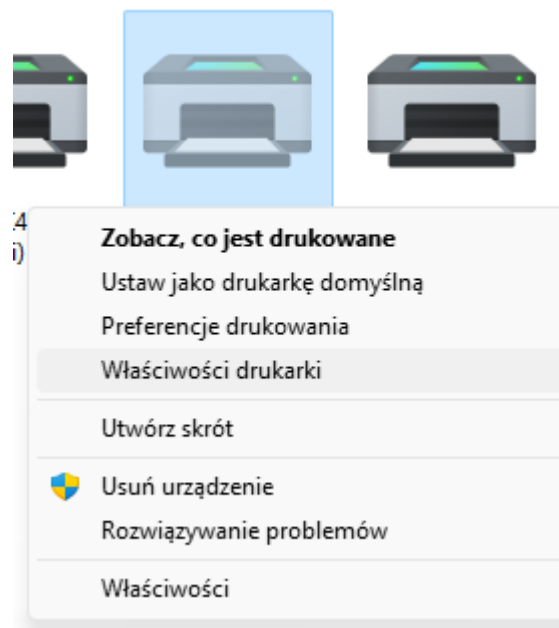 4
i)
Zobacz, co jest drukowane
Ustaw jako drukarkę domyślną
Preferencje drukowania
Właściwości drukarki
Utwórz skrót
Usuń urządzenie
Rozwiązywanie problemów
Właściwości